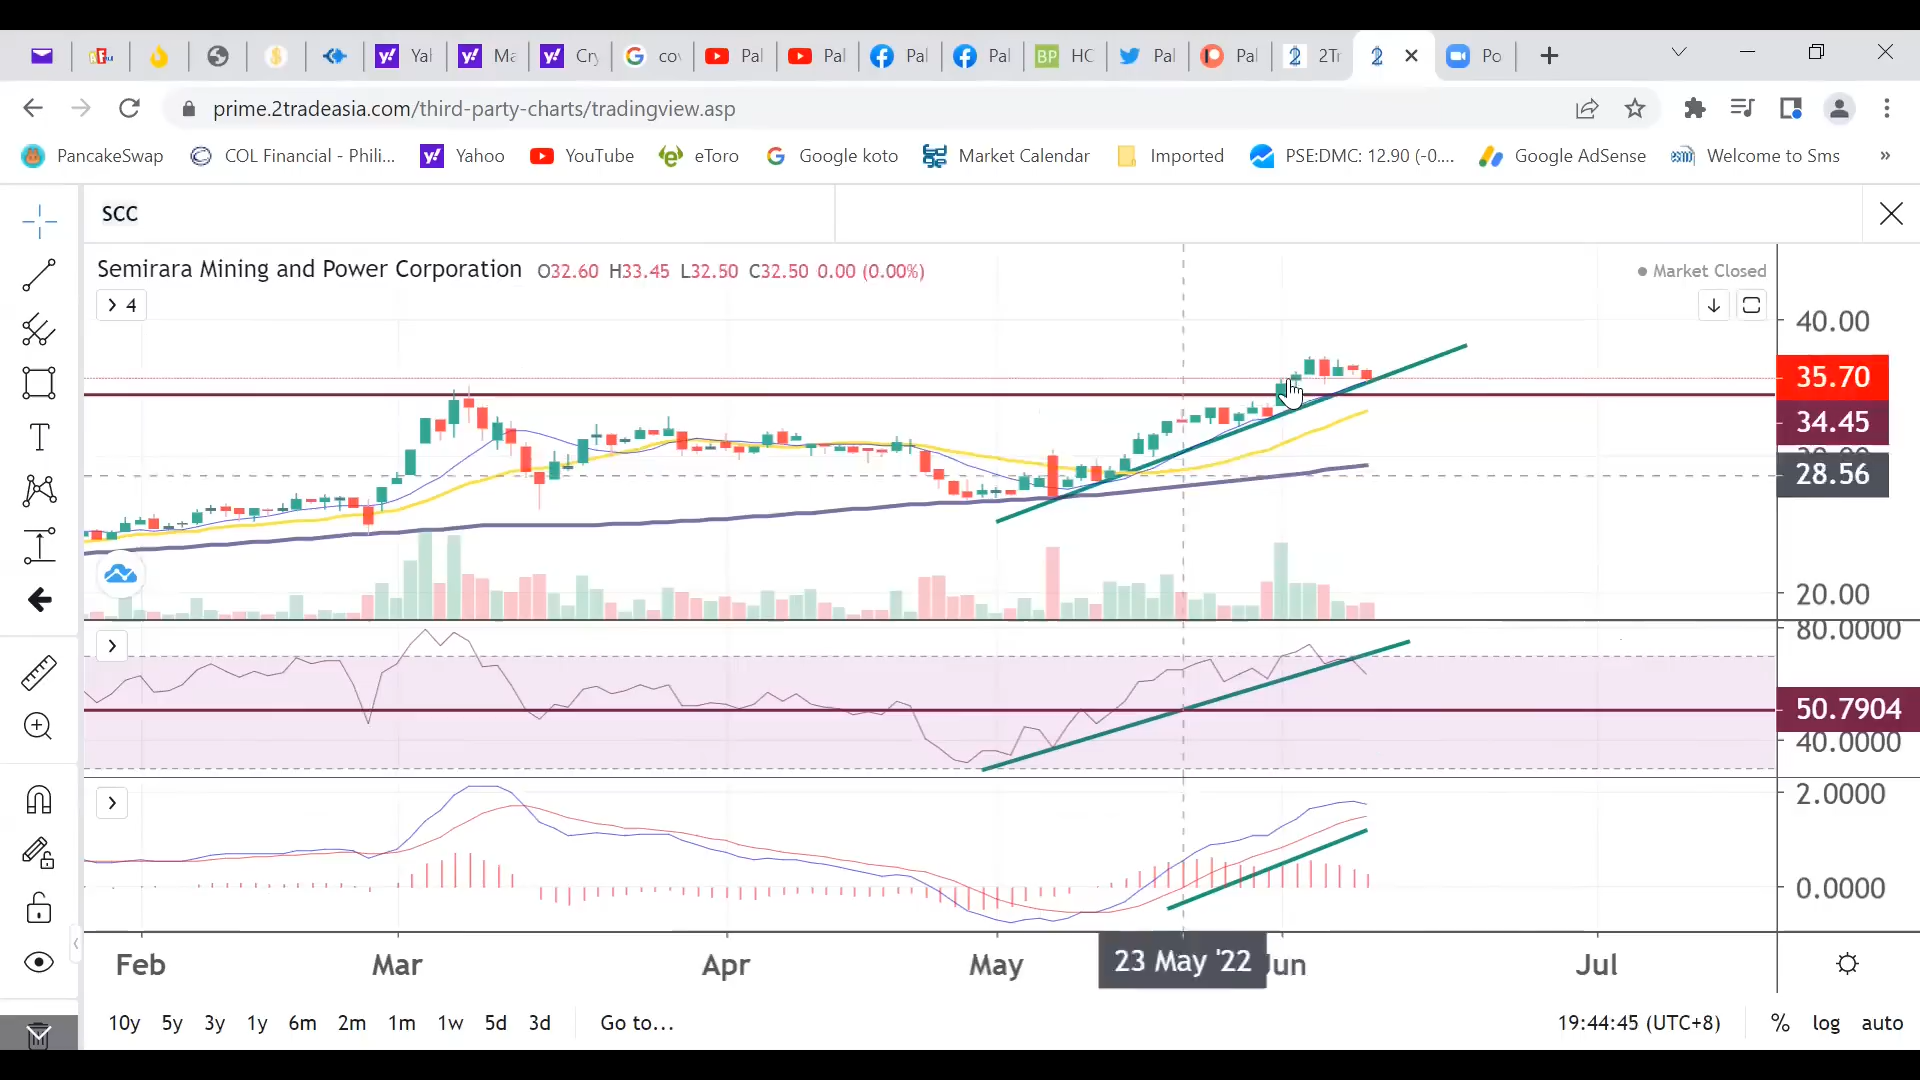 Yal Ma Cry cov Pal Pal Pal Pal HC Pal Pal 2Tr Po
prime.2tradeasia.com/third-party-charts/tradingview.asp
PancakeSwap COL Financial - Phili... Yahoo YouTube eToro Google koto Market Calendar Imported PSE:DMC: 12.90 (-0.... Google AdSense Welcome to Sms »
SCC
Semirara Mining and Power Corporation O32.60 H33.45 L32.50 C32.50 0.00 (0.00%)
Market Closed
4
40.00
35.70
34.45
28.56
20.00
80.0000
50.7904
40.0000
2.0000
0.0000
Feb Mar Apr May 23 May '22 Jun Jul
10y 5y 3y 1y 6m 2m 1m 1w 5d 3d Go to... 19:44:45 (UTC+8) % log auto